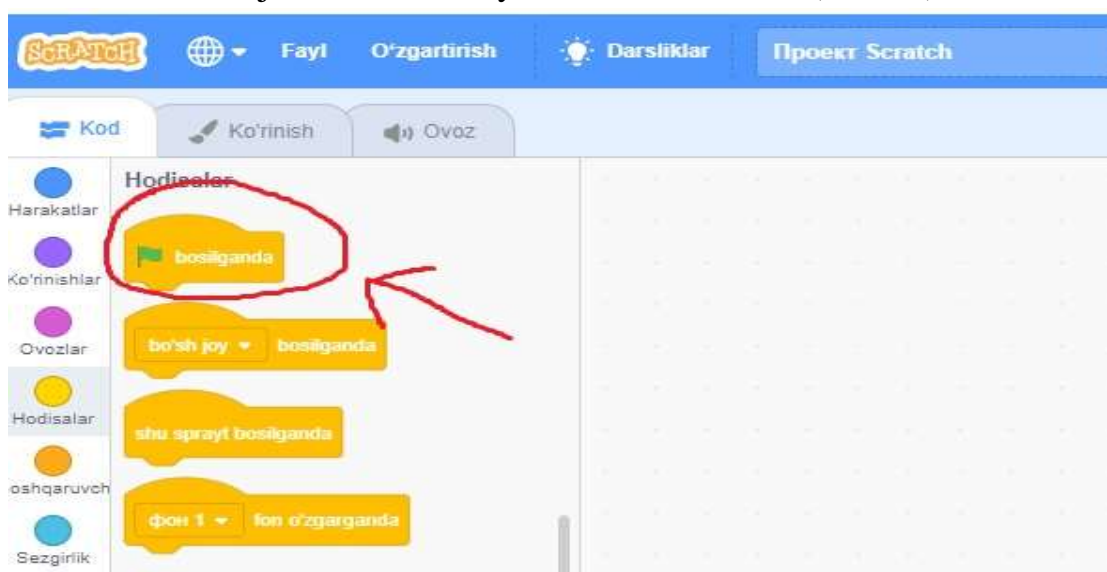 SCRATCH Fayl O'zgartirish Darsliklar Проект Scratch
Kod Ko'rinish Ovoz
Hodisalar
Harakatlar
bosilganda
Ko'rinishlar
bo'sh joy bosilganda
Ovozlar
Hodisalar
shu sprayt bosilganda
oshqaruvch
фон 1 fon o'zgarganda
Sezgirlik